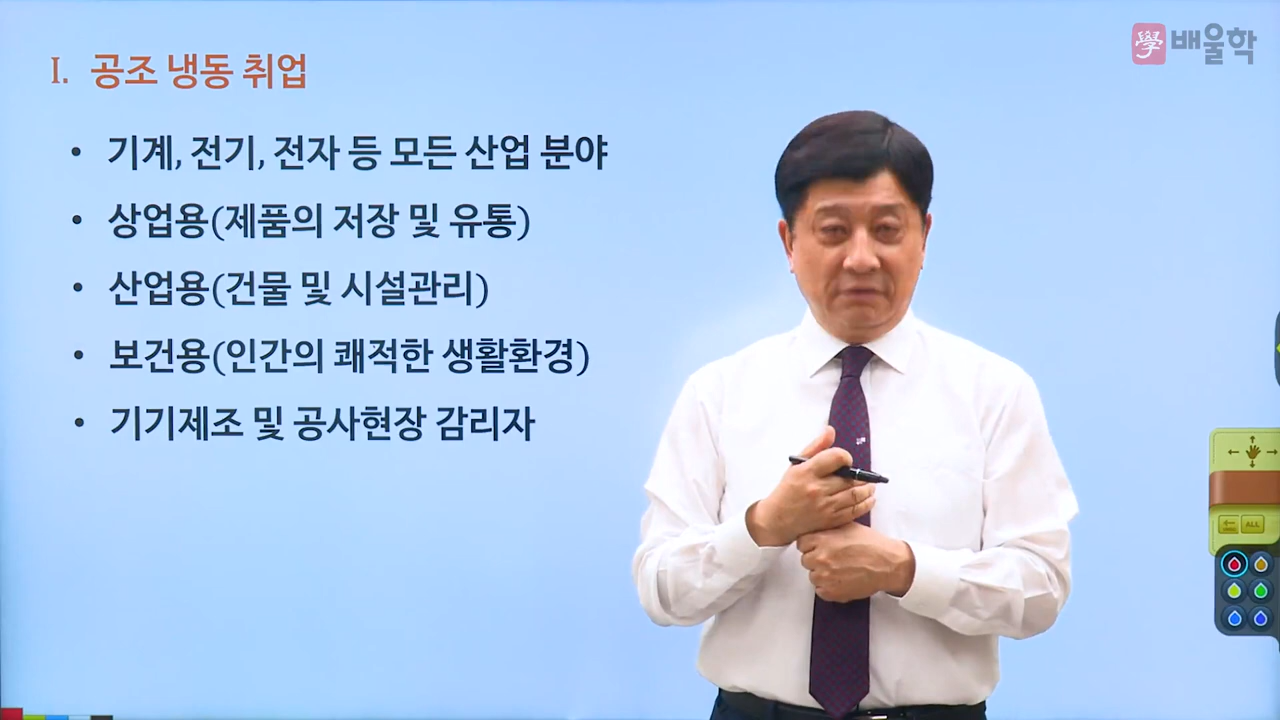 學 배울학
I. 공조 냉동 취업
• 기계, 전기, 전자 등 모든 산업 분야
• 상업용(제품의 저장 및 유통)
• 산업용(건물 및 시설관리)
• 보건용(인간의 쾌적한 생활환경)
• 기기제조 및 공사현장 감리자
ALL